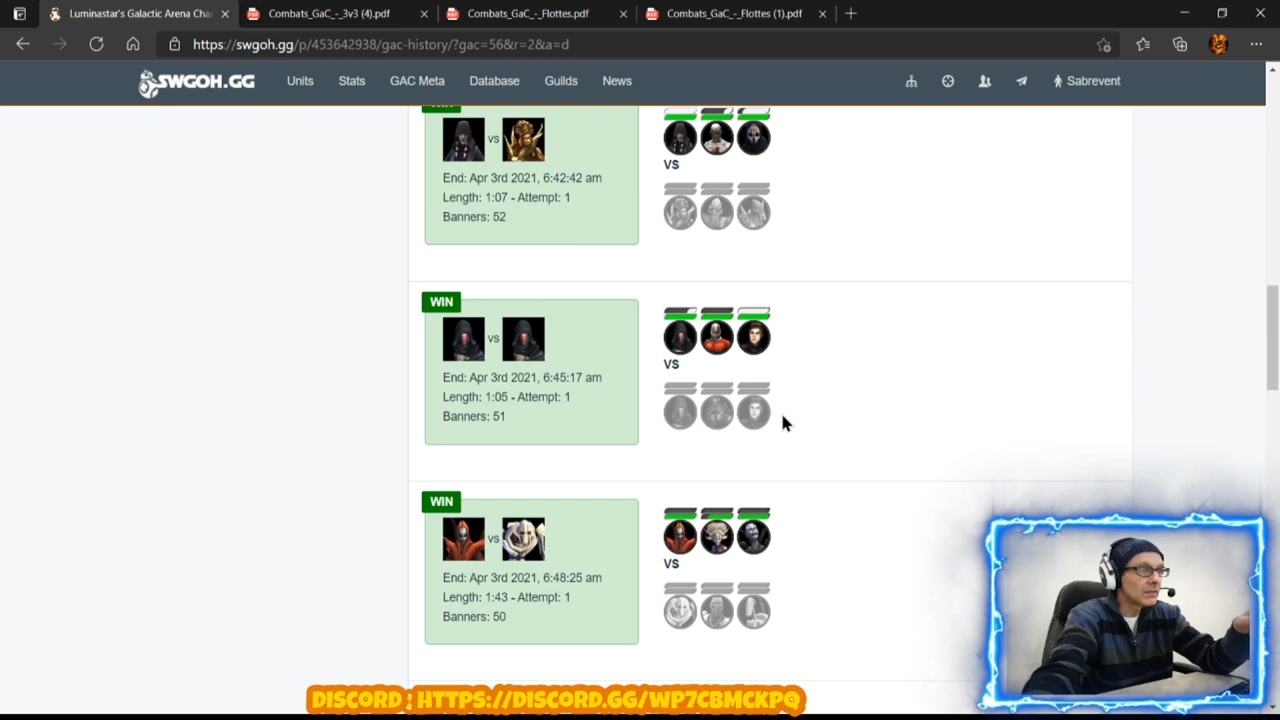 Luminastar's Galactic Arena Cha
Combats_GaC_-_3v3 (4).pdf
Combats_GaC_-_Flottes.pdf
Combats_GaC_-_Flottes (1).pdf
https://swgoh.gg/p/453642938/gac-history/?gac=56&r=2&a=d
SWGOH.GG
Units
Stats
GAC Meta
Database
Guilds
News
Sabrevent
vs
End: Apr 3rd 2021, 6:42:42 am
Length: 1:07 - Attempt: 1
Banners: 52
VS
WIN
vs
End: Apr 3rd 2021, 6:45:17 am
Length: 1:05 - Attempt: 1
Banners: 51
VS
WIN
vs
End: Apr 3rd 2021, 6:48:25 am
Length: 1:43 - Attempt: 1
Banners: 50
VS
DISCORD : HTTPS://DISCORD.GG/WP7CBMCKPQ